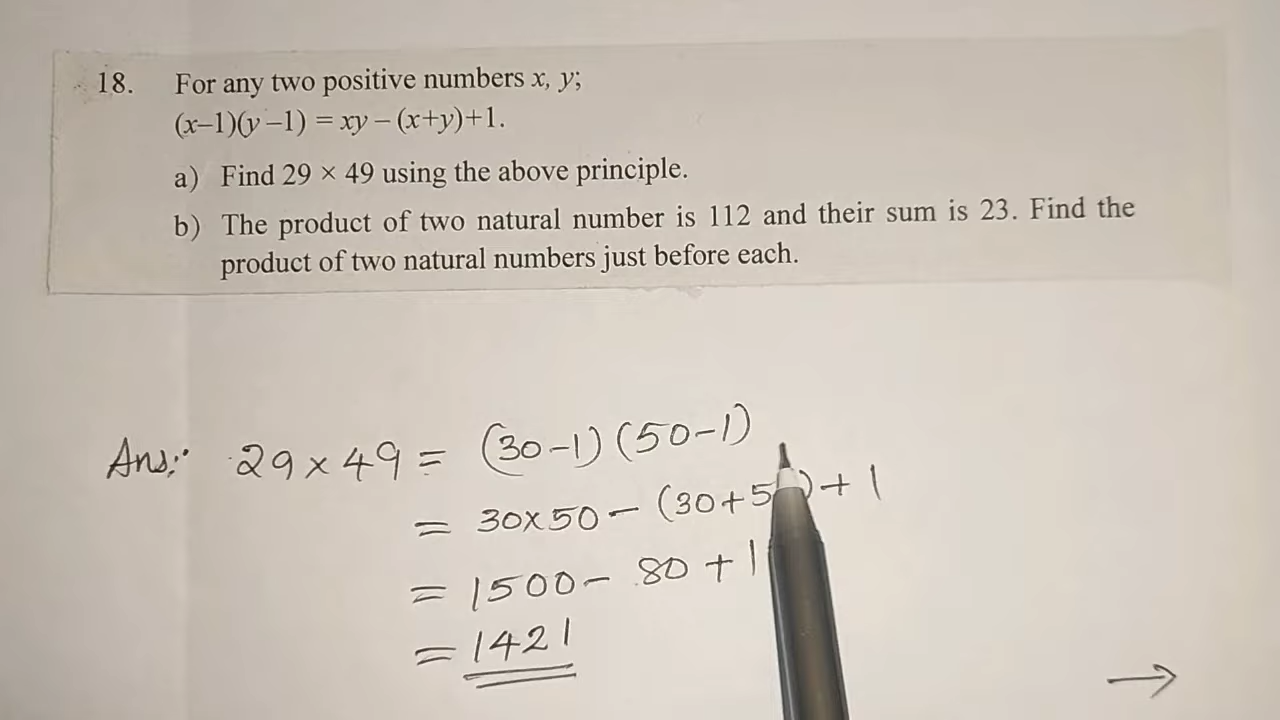 18. For any two positive numbers x, y;
(x–1)(y–1) = xy – (x+y)+1.
a) Find 29 × 49 using the above principle.
b) The product of two natural number is 112 and their sum is 23. Find the
product of two natural numbers just before each.
Ans:- 29 × 49 = (30-1) (50-1)
= 30×50 - (30+5 ) + 1
= 1500 - 80 + 1
= 1421
→